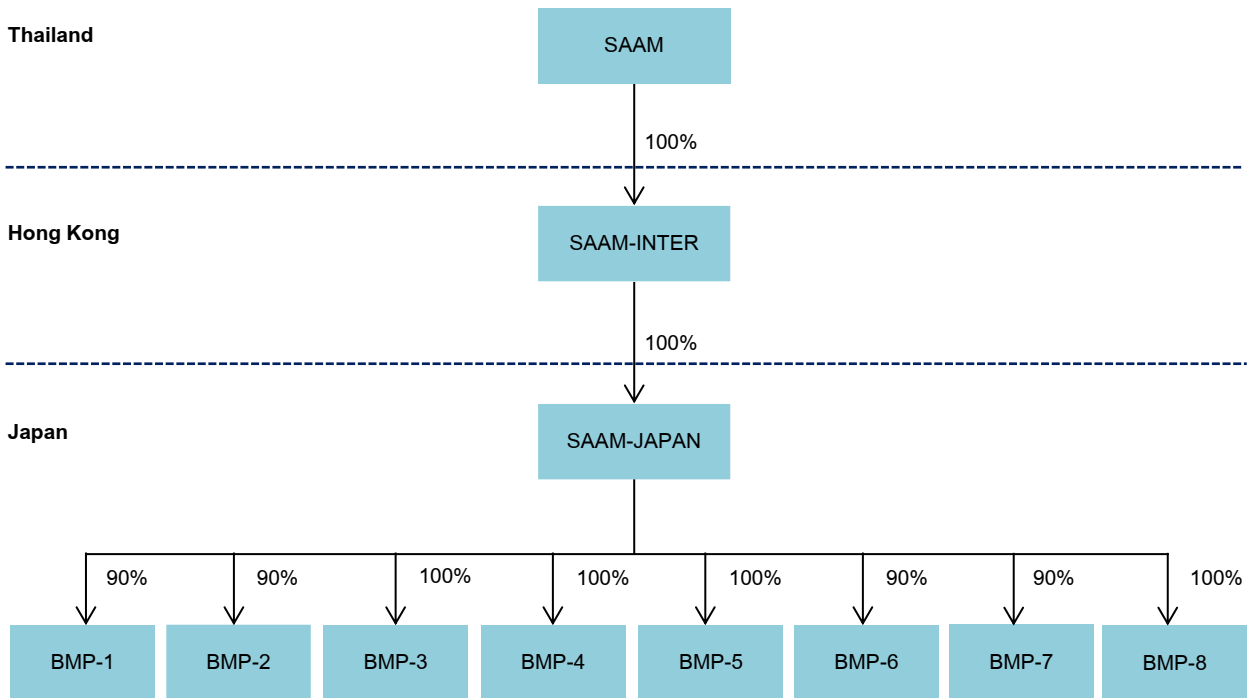 Thailand
SAAM
100%
Hong Kong
SAAM-INTER
100%
Japan
SAAM-JAPAN
90%
90%
100%
100%
100%
90%
90%
100%
BMP-1
BMP-2
BMP-3
BMP-4
BMP-5
BMP-6
BMP-7
BMP-8